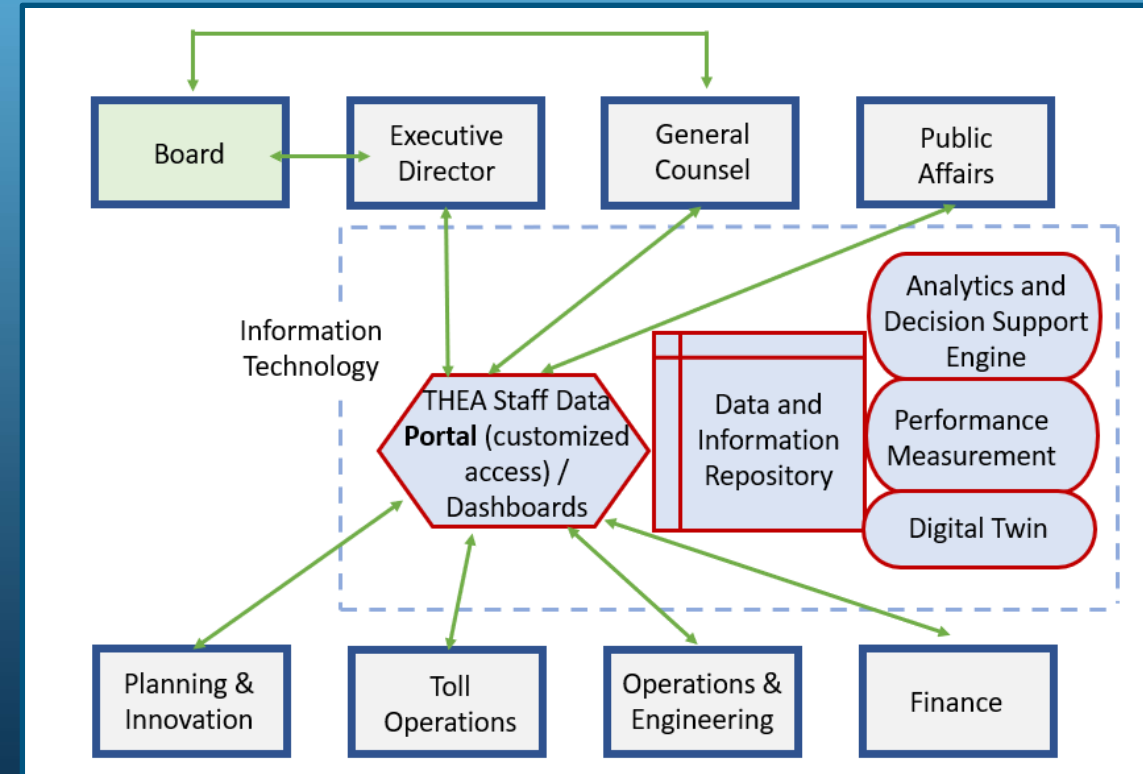 Board
Executive
Director
General
Counsel
Public
Affairs
Information
Technology
THEA Staff Data
Portal (customized
access) /
Dashboards
Data and
Information
Repository
Analytics and
Decision Support
Engine
Performance
Measurement
Digital Twin
Planning &
Innovation
Toll
Operations
Operations &
Engineering
Finance